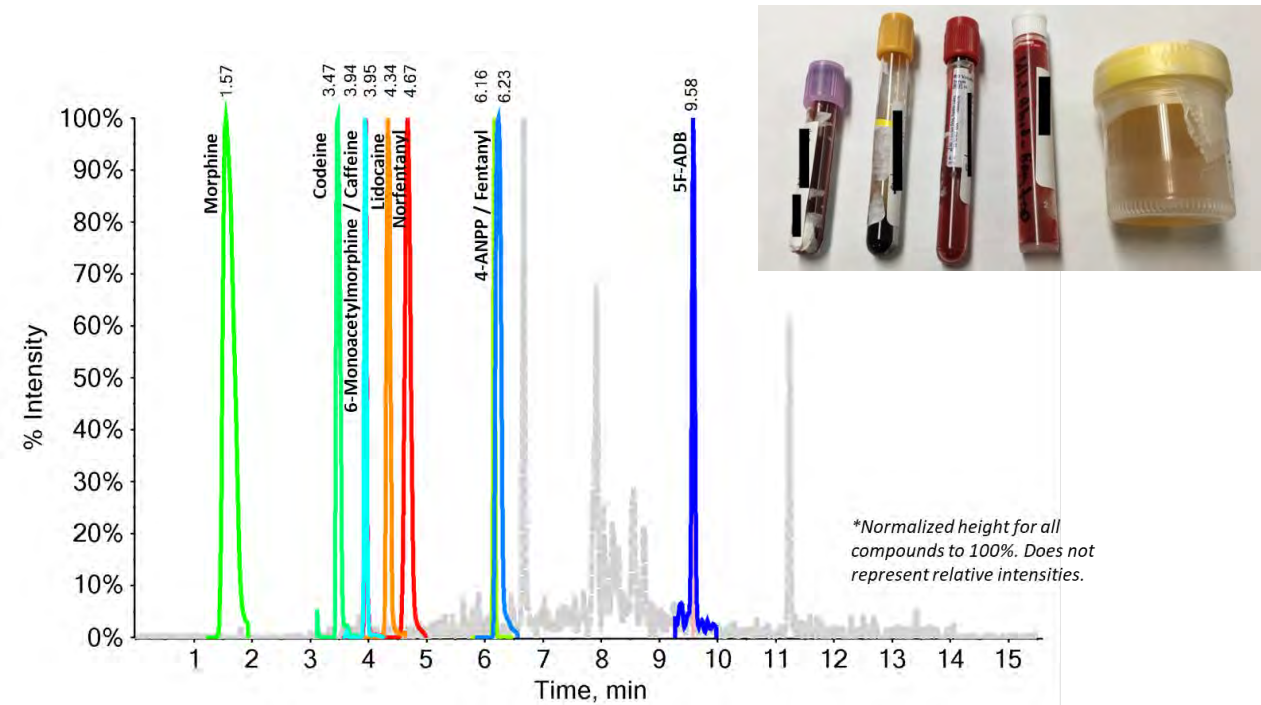 1.57
3.47
3.94
3.95
4.34
4.67
6.16
6.23
9.58
100%
90%
80%
70%
60%
50%
40%
30%
20%
10%
0%
% Intensity
Morphine
Codeine
6-Monoacetylmorphine / Caffeine
Lidocaine
Norfentanyl
4-ANPP / Fentanyl
5F-ADB
*Normalized height for all
compounds to 100%. Does not
represent relative intensities.
1 2 3 4 5 6 7 8 9 10 11 12 13 14 15
Time, min